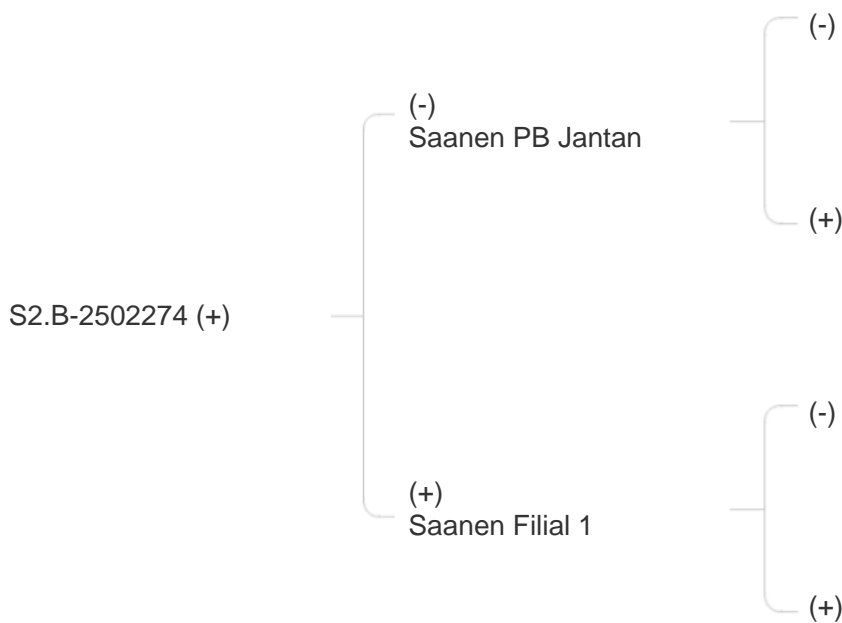 (-)
(-)
Saanen PB Jantan
(+)
S2.B-2502274 (+)
(-)
(+)
Saanen Filial 1
(+)